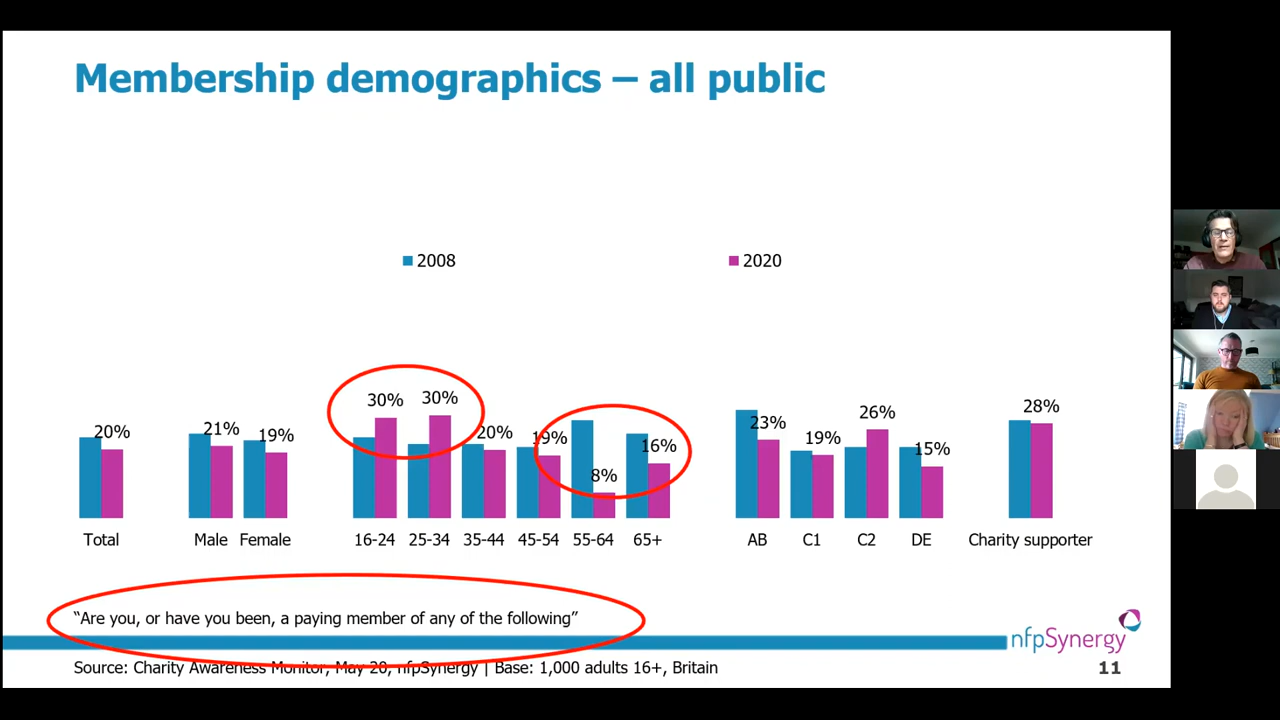 Membership demographics – all public
2008 2020
20% 21% 19% 30% 30% 20% 19% 8% 16% 23% 19% 26% 15% 28%
Total Male Female 16-24 25-34 35-44 45-54 55-64 65+ AB C1 C2 DE Charity supporter
“Are you, or have you been, a paying member of any of the following”
nfpSynergy
Source: Charity Awareness Monitor, May 20, nfpSynergy | Base: 1,000 adults 16+, Britain
11